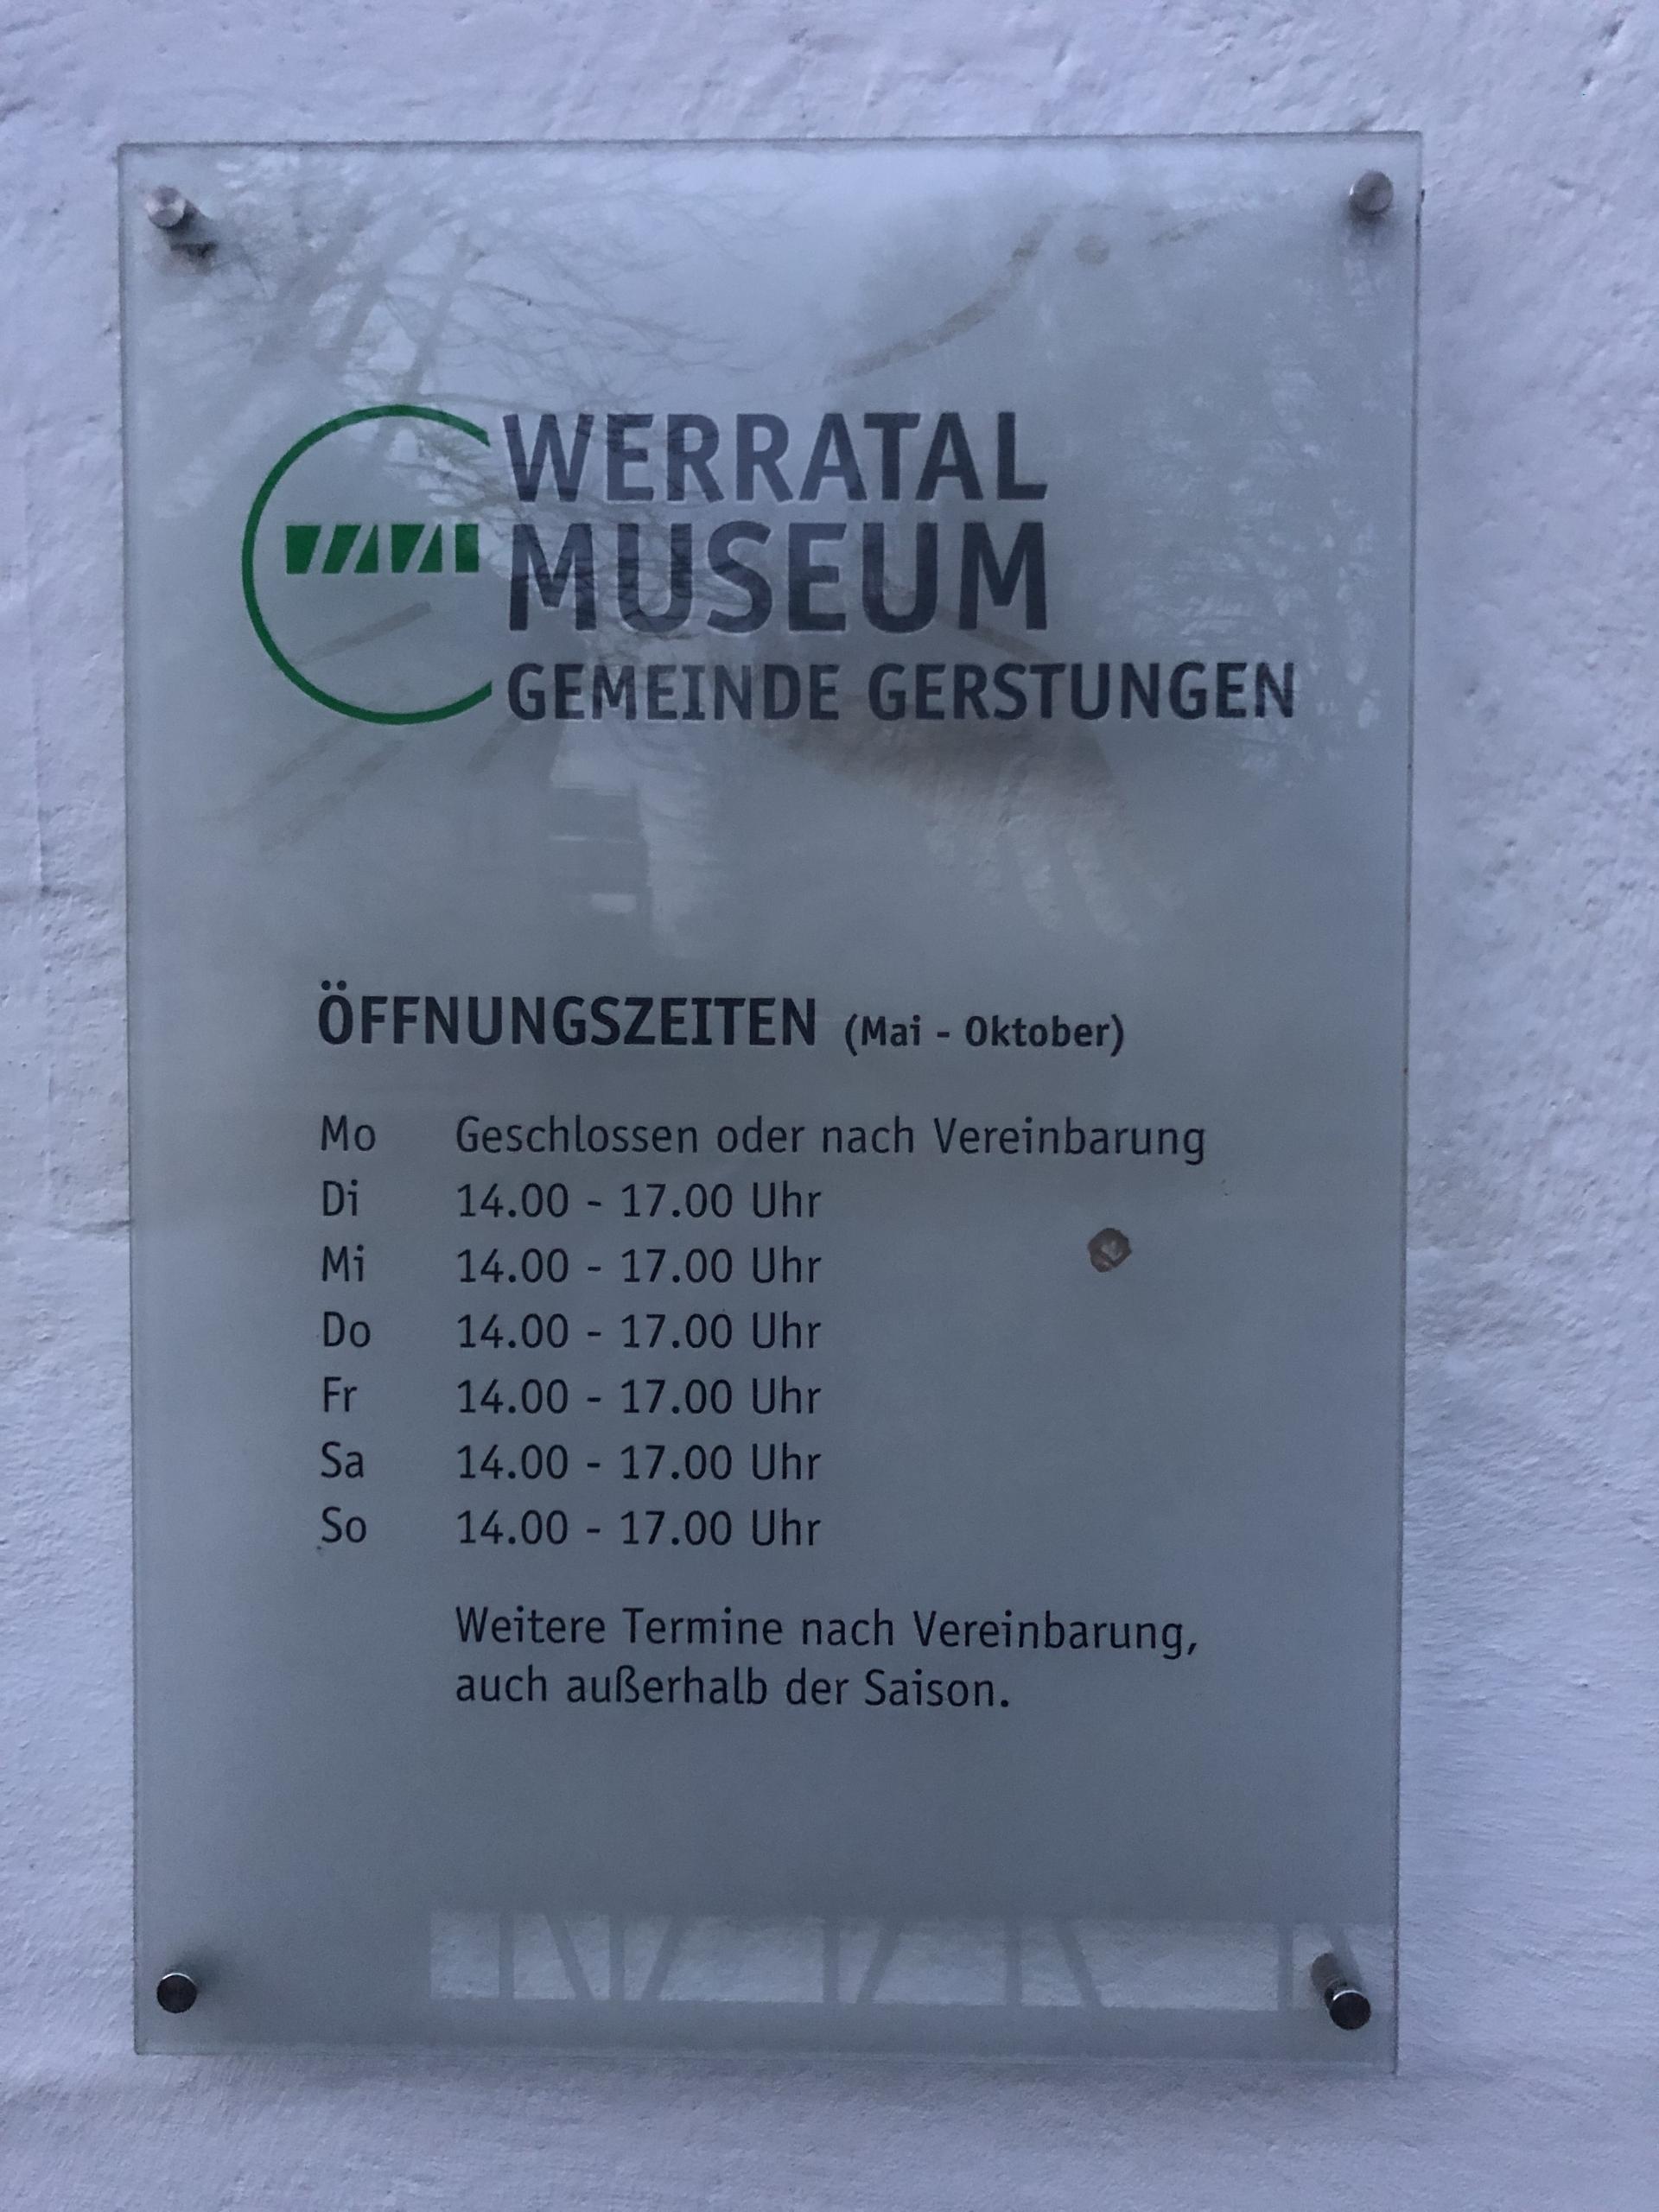 WERRATAL
MUSEUM
GEMEINDE GERSTUNGEN
ÖFFNUNGSZEITEN (Mai - Oktober)
Mo Geschlossen oder nach Vereinbarung
Di 14.00 - 17.00 Uhr
Mi 14.00 - 17.00 Uhr
Do 14.00 - 17.00 Uhr
Fr 14.00 - 17.00 Uhr
Sa 14.00 - 17.00 Uhr
So 14.00 - 17.00 Uhr
Weitere Termine nach Vereinbarung,
auch außerhalb der Saison.